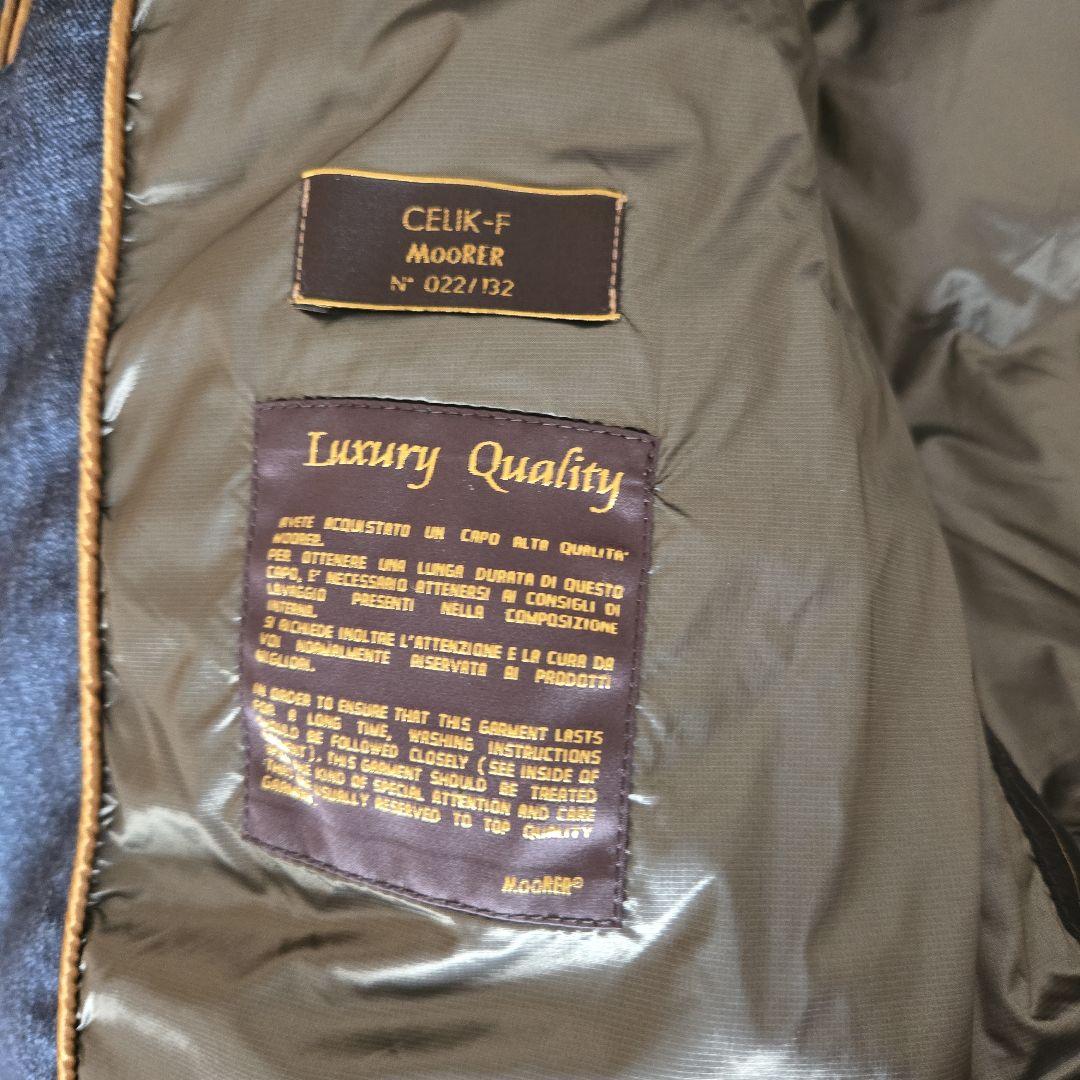 CELIK-F
MOORER
N° 022/132
Luxury Quality
AVETE ACQUISTATO UN CAPO ALTA QUALITA'
MOORER.
PER OTTENERE UNA LUNGA DURATA DI QUESTO
CAPO, E' NECESSARIO ATTENERSI AI CONSIGLI DI
LAVAGGIO PRESENTI NELLA COMPOSIZIONE
INTERNA.
SI RICHIEDE INOLTRE L'ATTENZIONE E LA CURA DA
VOI NORMALMENTE RISERVATA AI PRODOTTI
MIGLIORI.
IN ORDER TO ENSURE THAT THIS GARMENT LASTS
FOR A LONG TIME, WASHING INSTRUCTIONS
SHOULD BE FOLLOWED CLOSELY (SEE INSIDE OF
THIS GARMENT SHOULD BE TREATED
KIND OF SPECIAL ATTENTION AND CARE
USUALLY RESERVED TO TOP QUALITY
MOORER®